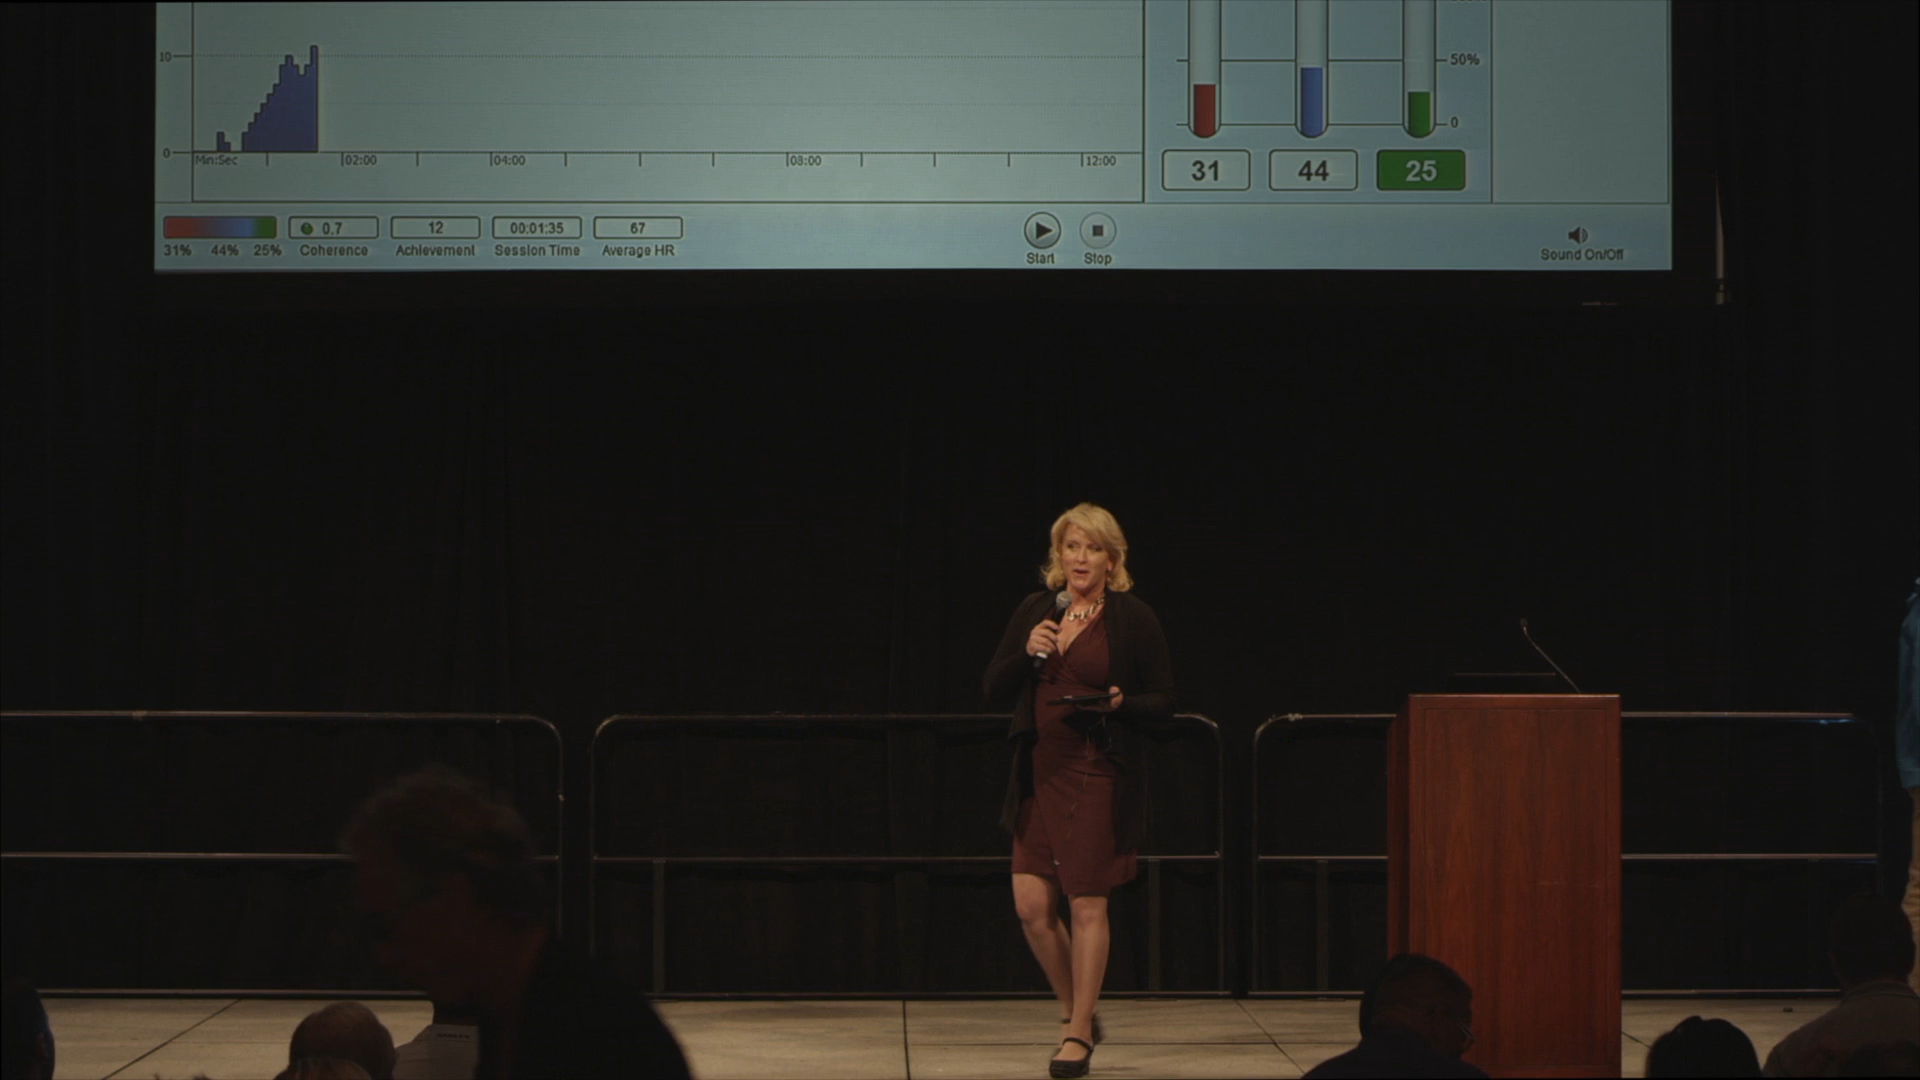 50%
10
0
0
Min:Sec 02:00 04:00 08:00 12:00
31 44 25
0.7 12 00:01:35 67
31% 44% 25% Coherence Achievement Session Time Average HR
Start Stop
Sound On/Off